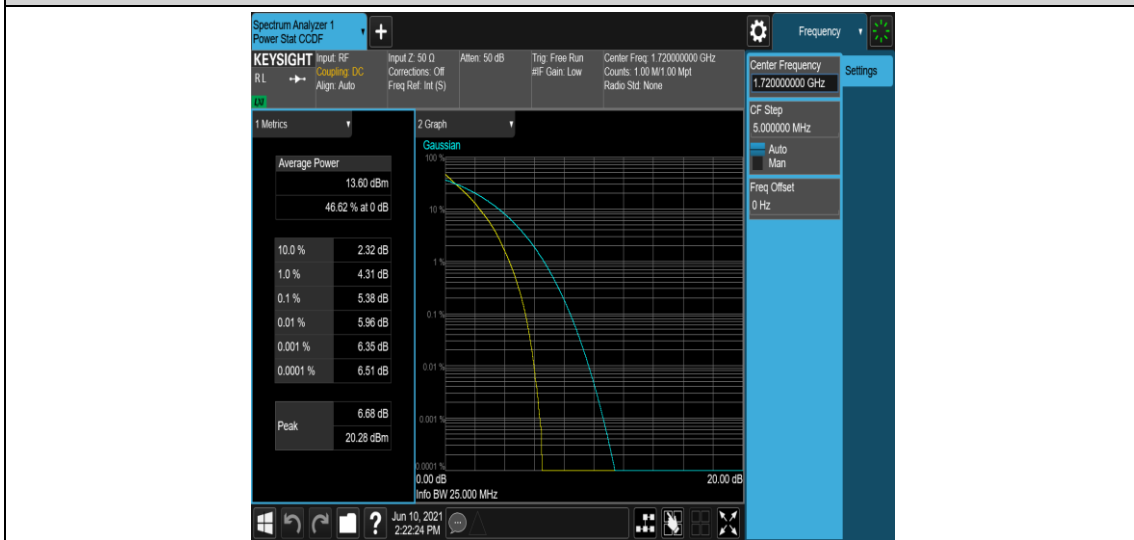 Spectrum Analyzer 1
Power Stat CCDF
+
Frequency
KEYSIGHT
RL
LXI
Input: RF
Coupling: DC
Align: Auto
Input Z: 50 Ω
Corrections: Off
Freq Ref: Int (S)
Atten: 50 dB
Trig: Free Run
#IF Gain: Low
Center Freq: 1.720000000 GHz
Counts: 1.00 M/1.00 Mpt
Radio Std: None
Center Frequency
1.720000000 GHz
Settings
CF Step
5.000000 MHz
Auto
Man
Freq Offset
0 Hz
1 Metrics
Average Power
13.60 dBm
46.62 % at 0 dB
10.0 % 2.32 dB
1.0 % 4.31 dB
0.1 % 5.38 dB
0.01 % 5.96 dB
0.001 % 6.35 dB
0.0001 % 6.51 dB
Peak
6.68 dB
20.28 dBm
2 Graph
Gaussian
100 %
10 %
1 %
0.1 %
0.01 %
0.001 %
0.0001 %
0.00 dB 20.00 dB
Info BW 25.000 MHz
?
Jun 10, 2021
2:22:24 PM